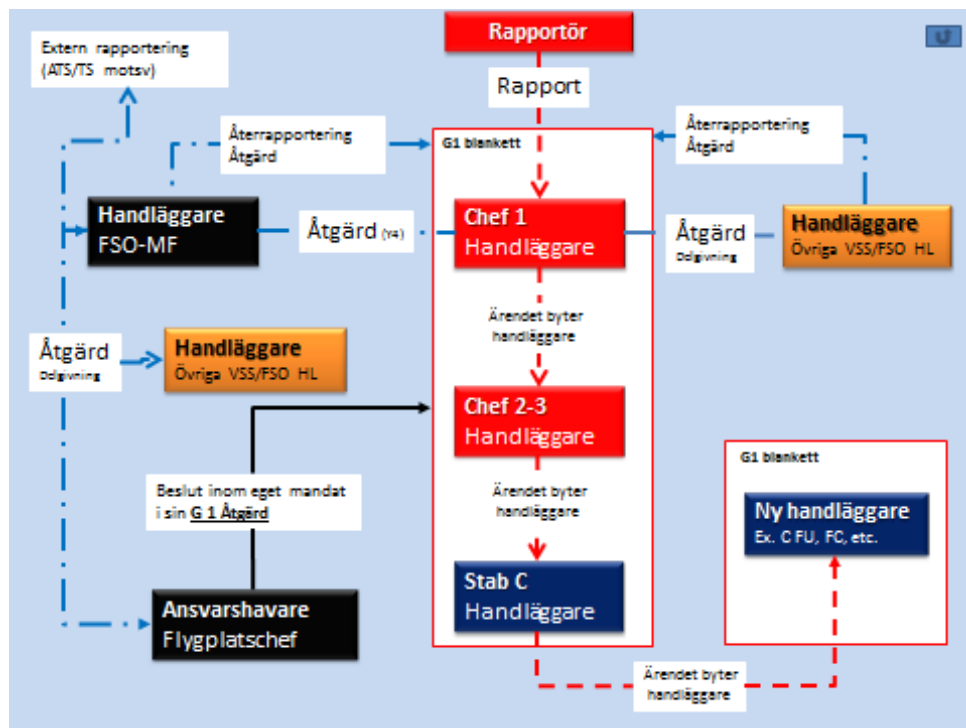 Rapportör
Extern rapportering
(ATS/TS motsv)
Rapport
Återrapportering
Åtgärd
G1 blankett
Återrapportering
Åtgärd
Handläggare
FSO-MF
Åtgärd (Y4)
Chef 1
Handläggare
Åtgärd
Delgivning
Handläggare
Övriga VSS/FSO HL
Ärendet byter
handläggare
Åtgärd
Delgivning
Handläggare
Övriga VSS/FSO HL
Chef 2-3
Handläggare
G1 blankett
Beslut inom eget mandat
i sin G 1 Åtgärd
Ärendet byter
handläggare
Ny handläggare
Ex. C FU, FC, etc.
Stab C
Handläggare
Ansvarshavare
Flygplatschef
Ärendet byter
handläggare